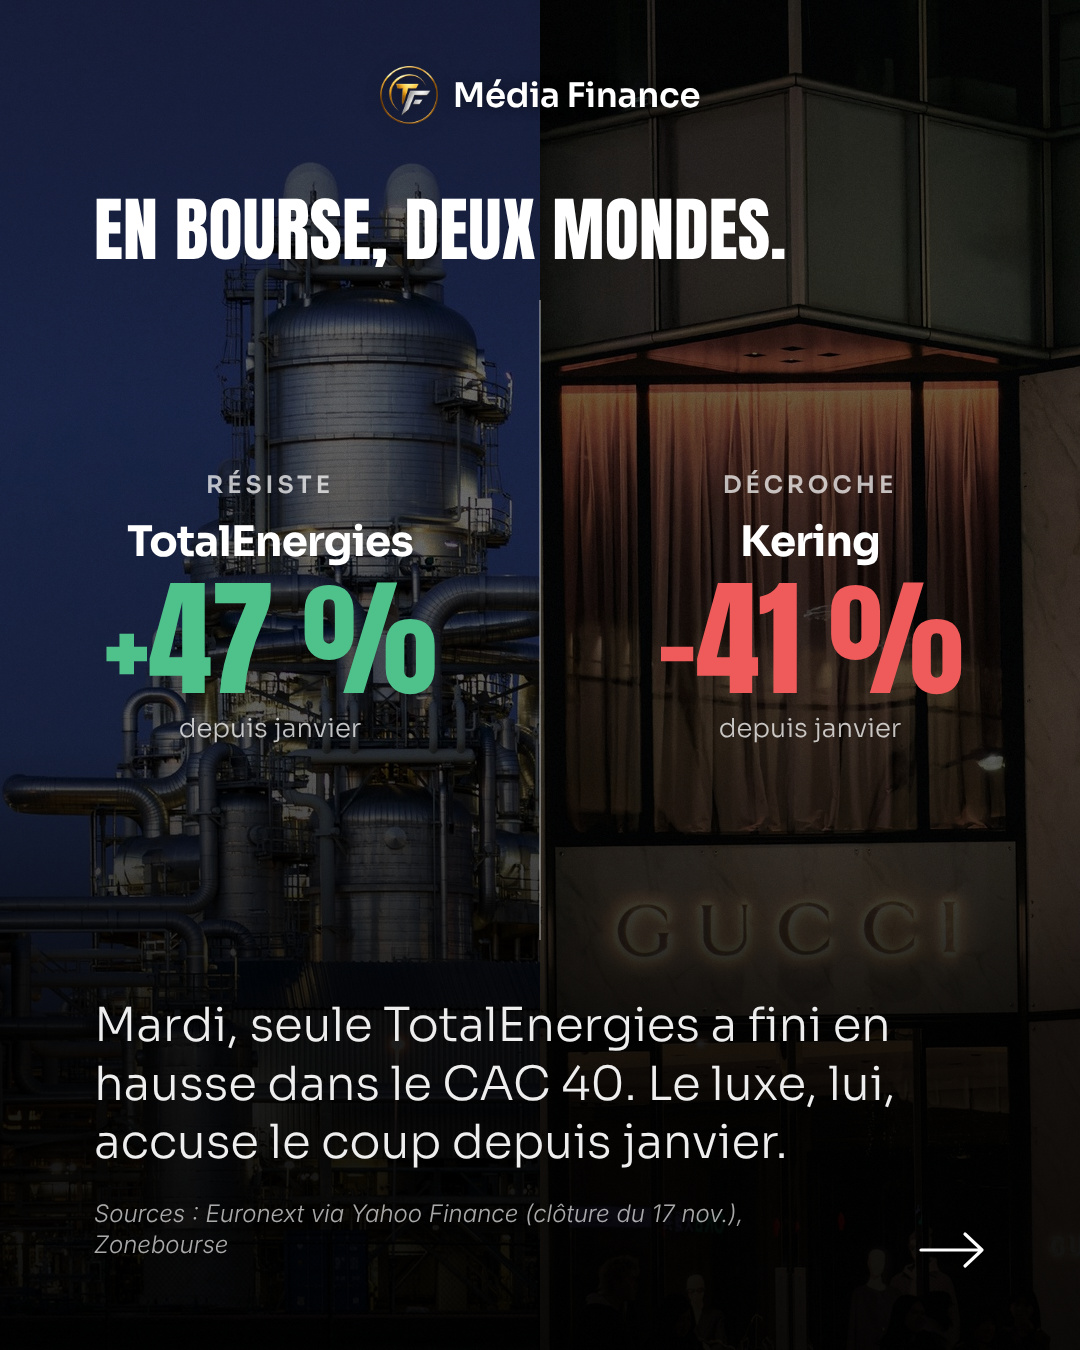 TF Média Finance
EN BOURSE, DEUX MONDES.
RÉSISTE
TotalEnergies
+47 %
depuis janvier
DÉCROCHE
Kering
-41 %
depuis janvier
GUCCI
Mardi, seule TotalEnergies a fini en
hausse dans le CAC 40. Le luxe, lui,
accuse le coup depuis janvier.
Sources : Euronext via Yahoo Finance (clôture du 17 nov.),
Zonebourse